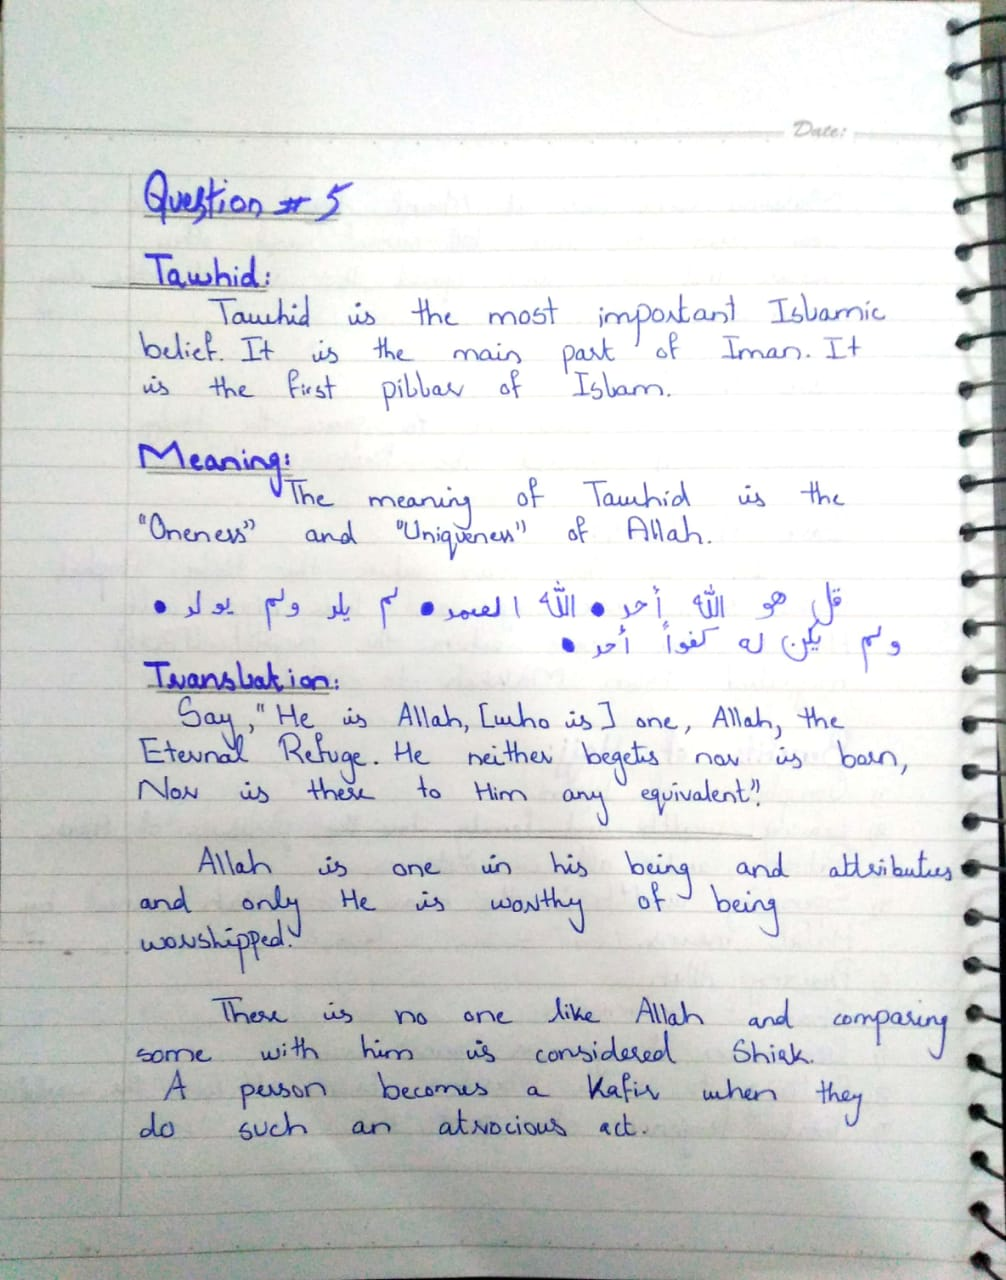 Date:
Question # 5
Tawhid:
Tawhid is the most important Islamic
belief. It is the main part of Iman. It
is the first pillar of Islam.
Meaning:
The meaning of Tawhid is the
"Oneness" and "Uniqueness" of Allah.
قل هو الله أحد • الله الصمد • لم يلد ولم يولد •
ولم يكن له كفواً أحد •
Translation:
Say, "He is Allah, [who is] one, Allah, the
Eternal Refuge. He neither begets nor is born,
Nor is there to Him any equivalent".
Allah is one in his being and attributes
and only He is worthy of being
worshipped.
There is no one like Allah and comparing
some with him is considered Shirk.
A person becomes a Kafir when they
do such an atrocious act.